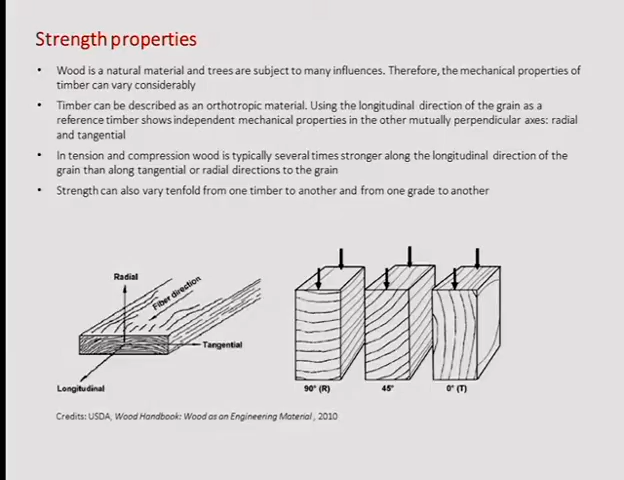 Strength properties
• Wood is a natural material and trees are subject to many influences. Therefore, the mechanical properties of
timber can vary considerably
• Timber can be described as an orthotropic material. Using the longitudinal direction of the grain as a
reference timber shows independent mechanical properties in the other mutually perpendicular axes: radial
and tangential
• In tension and compression wood is typically several times stronger along the longitudinal direction of the
grain than along tangential or radial directions to the grain
• Strength can also vary tenfold from one timber to another and from one grade to another
Radial
Fiber direction
Tangential
Longitudinal
90° (R)
45°
0° (T)
Credits: USDA, Wood Handbook: Wood as an Engineering Material, 2010